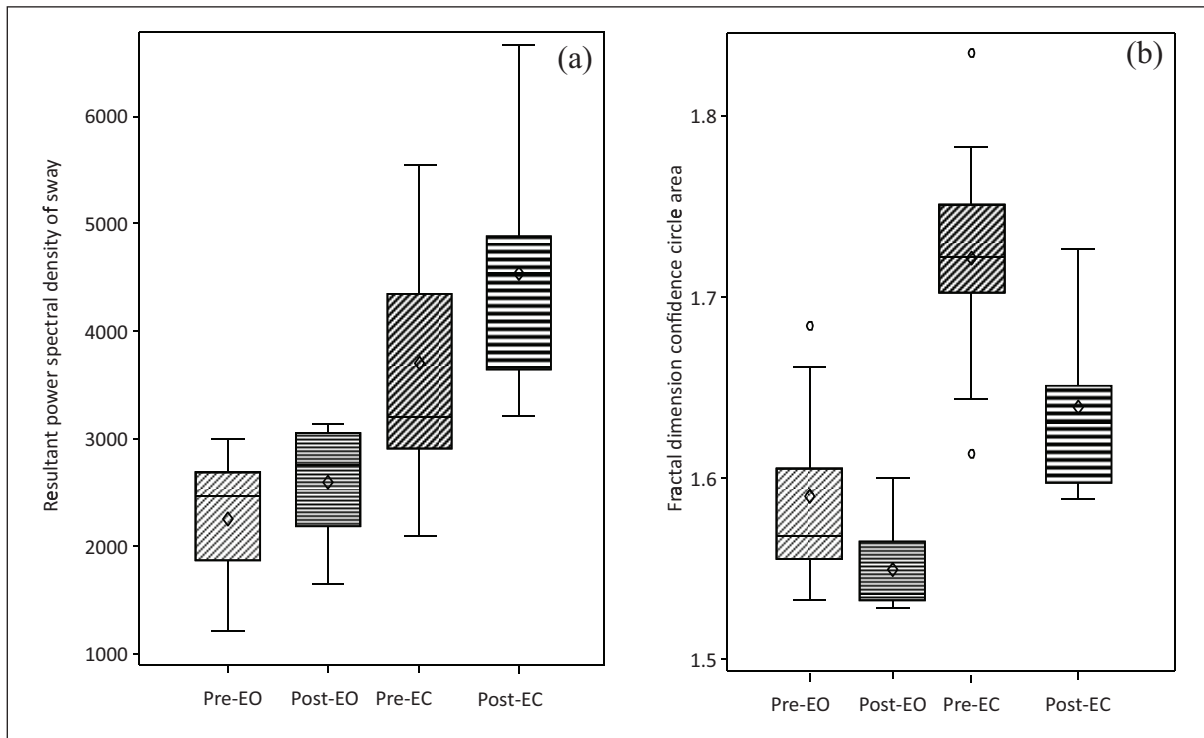 (a)
Resultant power spectral density of sway
6000
5000
4000
3000
2000
1000
Pre-EO Post-EO Pre-EC Post-EC
(b)
Fractal dimension confidence circle area
1.8
1.7
1.6
1.5
Pre-EO Post-EO Pre-EC Post-EC